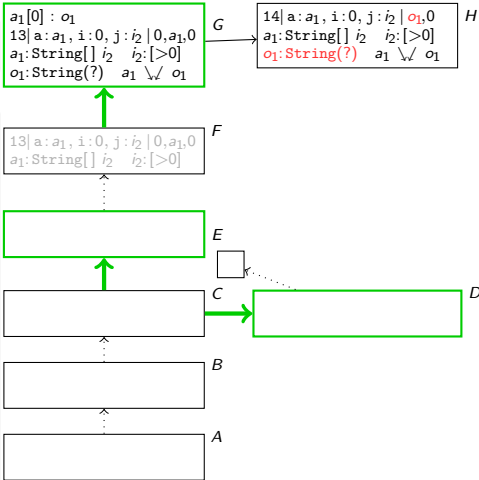 a₁[0] : o₁
13| a: a₁, i:0, j: i₂ | 0,a₁,0
a₁:String[] i₂ i₂:[>0]
o₁:String(?) a₁ ⩗ o₁
G
14| a: a₁, i:0, j: i₂ | o₁,0
a₁:String[] i₂ i₂:[>0]
o₁:String(?) a₁ ⩗ o₁
H
F
13| a: a₁, i:0, j: i₂ | 0,a₁,0
a₁:String[] i₂ i₂:[>0]
E
C
D
B
A